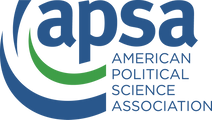 apsa
AMERICAN
POLITICAL
SCIENCE
ASSOCIATION